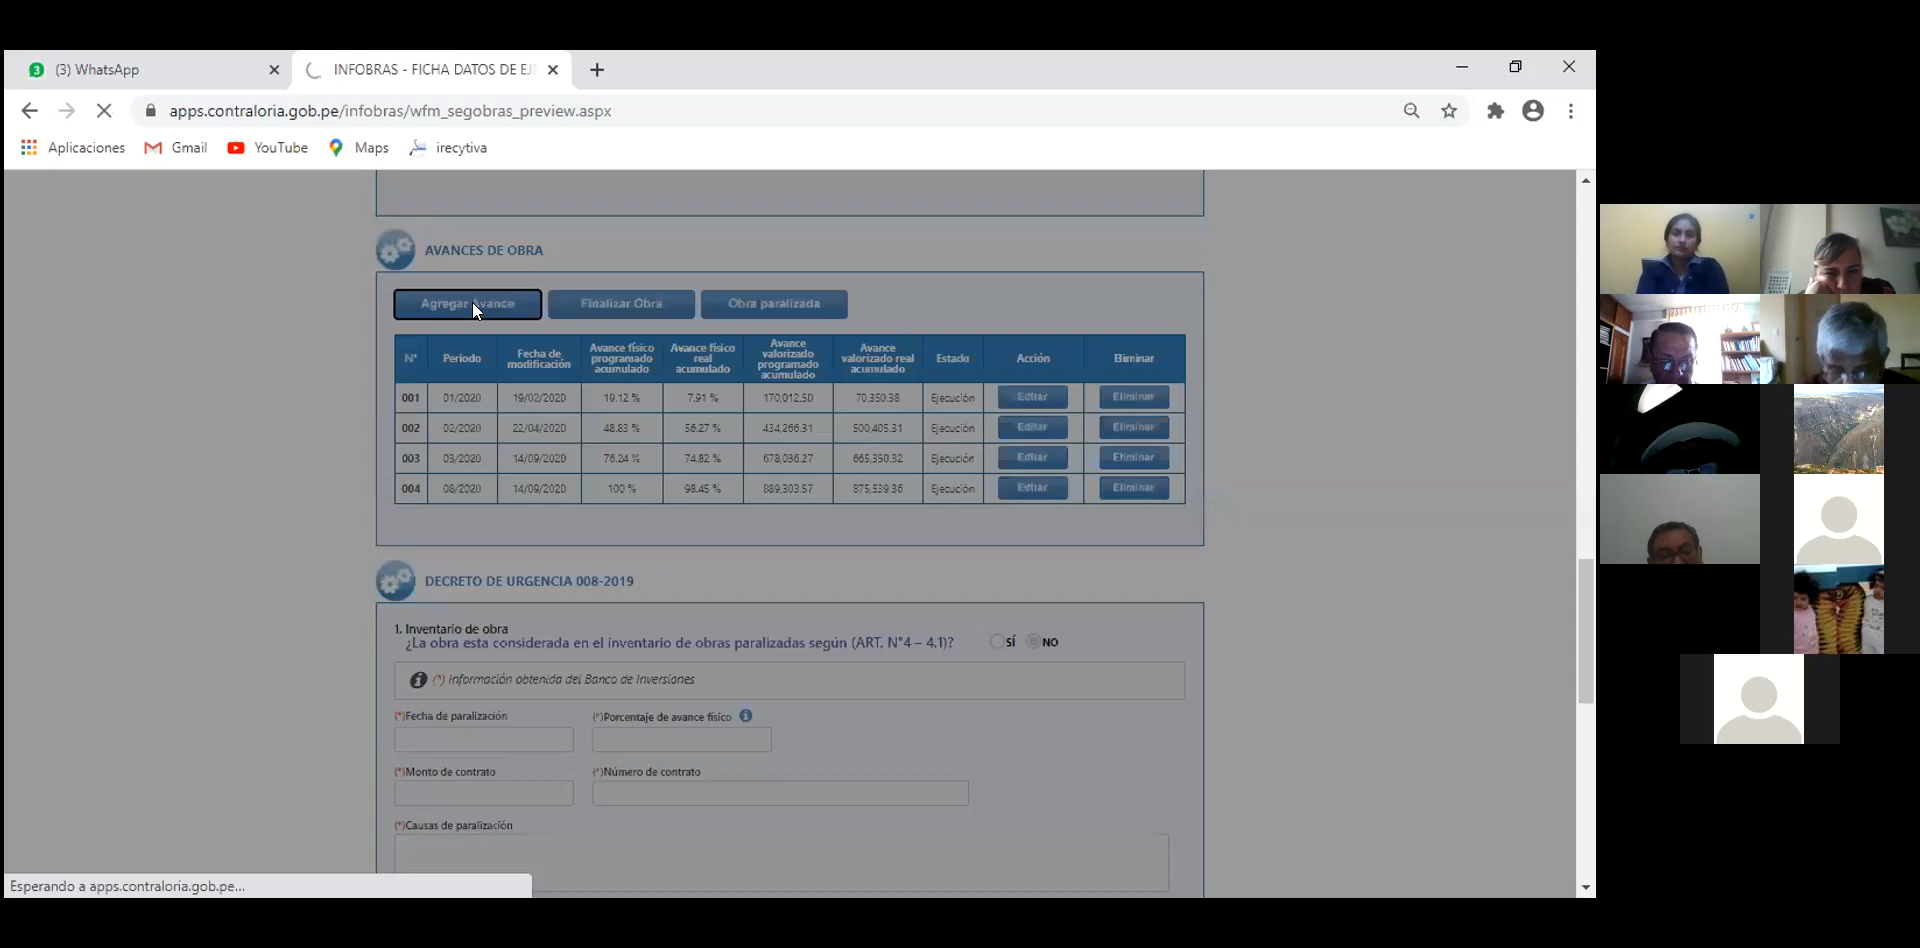 3 (3) WhatsApp
INFOBRAS - FICHA DATOS DE EJE
apps.contraloria.gob.pe/infobras/wfm_segobras_preview.aspx
Aplicaciones Gmail YouTube Maps irecytiva
AVANCES DE OBRA
Agregar Avance Finalizar Obra Obra paralizada
N° Periodo Fecha de modificación Avance físico programado acumulado Avance físico real acumulado Avance valorizado programado acumulado Avance valorizado real acumulado Estado Acción Eliminar
001 01/2020 19/02/2020 19.12 % 7.91 % 170,012.50 70,350.38 Ejecución Editar Eliminar
002 02/2020 22/04/2020 48.83 % 56.27 % 434,266.31 500,405.31 Ejecución Editar Eliminar
003 03/2020 14/09/2020 76.24 % 74.82 % 678,036.27 665,350.32 Ejecución Editar Eliminar
004 08/2020 14/09/2020 100 % 98.45 % 889,303.57 875,539.36 Ejecución Editar Eliminar
DECRETO DE URGENCIA 008-2019
1. Inventario de obra
¿La obra esta considerada en el inventario de obras paralizadas según (ART. N°4 – 4.1)? SÍ NO
(*) Información obtenida del Banco de Inversiones
(*)Fecha de paralización (*)Porcentaje de avance físico
(*)Monto de contrato (*)Número de contrato
(*)Causas de paralización
Esperando a apps.contraloria.gob.pe...